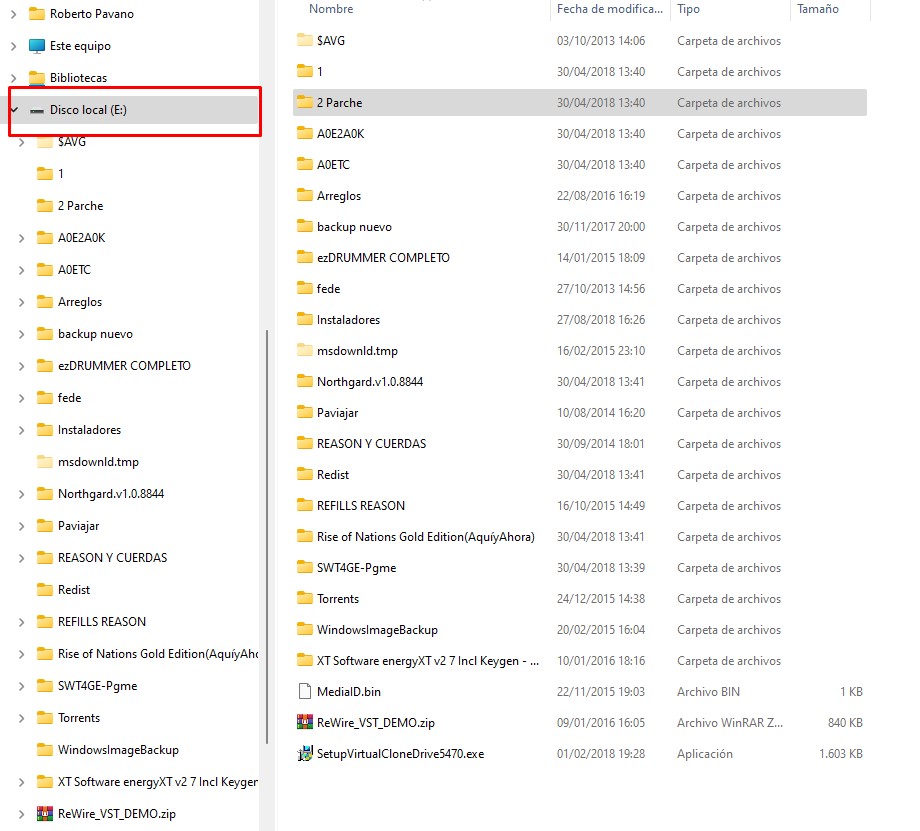 Roberto Pavano
Este equipo
Bibliotecas
Disco local (E:)
$AVG
1
2 Parche
A0E2A0K
A0ETC
Arreglos
backup nuevo
ezDRUMMER COMPLETO
fede
Instaladores
msdownld.tmp
Northgard.v1.0.8844
Paviajar
REASON Y CUERDAS
Redist
REFILLS REASON
Rise of Nations Gold Edition(AquíyAho
SWT4GE-Pgme
Torrents
WindowsImageBackup
XT Software energyXT v2 7 Incl Keygen
ReWire_VST_DEMO.zip
Nombre Fecha de modifica... Tipo Tamaño
$AVG 03/10/2013 14:06 Carpeta de archivos
1 30/04/2018 13:40 Carpeta de archivos
2 Parche 30/04/2018 13:40 Carpeta de archivos
A0E2A0K 30/04/2018 13:40 Carpeta de archivos
A0ETC 30/04/2018 13:40 Carpeta de archivos
Arreglos 22/08/2016 16:19 Carpeta de archivos
backup nuevo 30/11/2017 20:00 Carpeta de archivos
ezDRUMMER COMPLETO 14/01/2015 18:09 Carpeta de archivos
fede 27/10/2013 14:56 Carpeta de archivos
Instaladores 27/08/2018 16:26 Carpeta de archivos
msdownld.tmp 16/02/2015 23:10 Carpeta de archivos
Northgard.v1.0.8844 30/04/2018 13:41 Carpeta de archivos
Paviajar 10/08/2014 16:20 Carpeta de archivos
REASON Y CUERDAS 30/09/2014 18:01 Carpeta de archivos
Redist 30/04/2018 13:41 Carpeta de archivos
REFILLS REASON 16/10/2015 14:49 Carpeta de archivos
Rise of Nations Gold Edition(AquíyAhora) 30/04/2018 13:41 Carpeta de archivos
SWT4GE-Pgme 30/04/2018 13:39 Carpeta de archivos
Torrents 24/12/2015 14:38 Carpeta de archivos
WindowsImageBackup 20/02/2015 16:04 Carpeta de archivos
XT Software energyXT v2 7 Incl Keygen - ... 10/01/2016 18:16 Carpeta de archivos
MediaID.bin 22/11/2015 19:03 Archivo BIN 1 KB
ReWire_VST_DEMO.zip 09/01/2016 16:05 Archivo WinRAR Z... 840 KB
SetupVirtualCloneDrive5470.exe 01/02/2018 19:28 Aplicación 1.603 KB